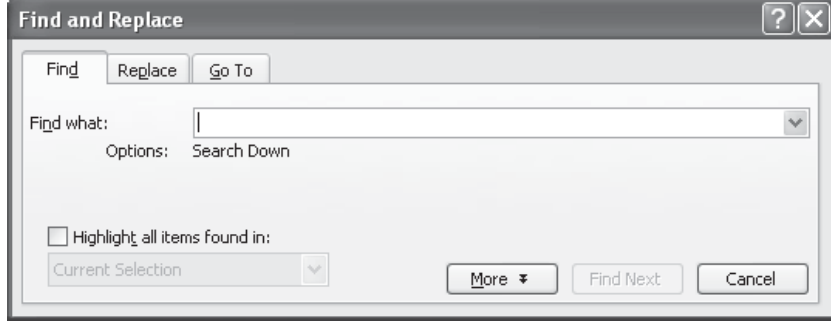 Find and Replace
Find Replace Go To
Find what:
Options: Search Down
Highlight all items found in:
Current Selection
More Find Next Cancel